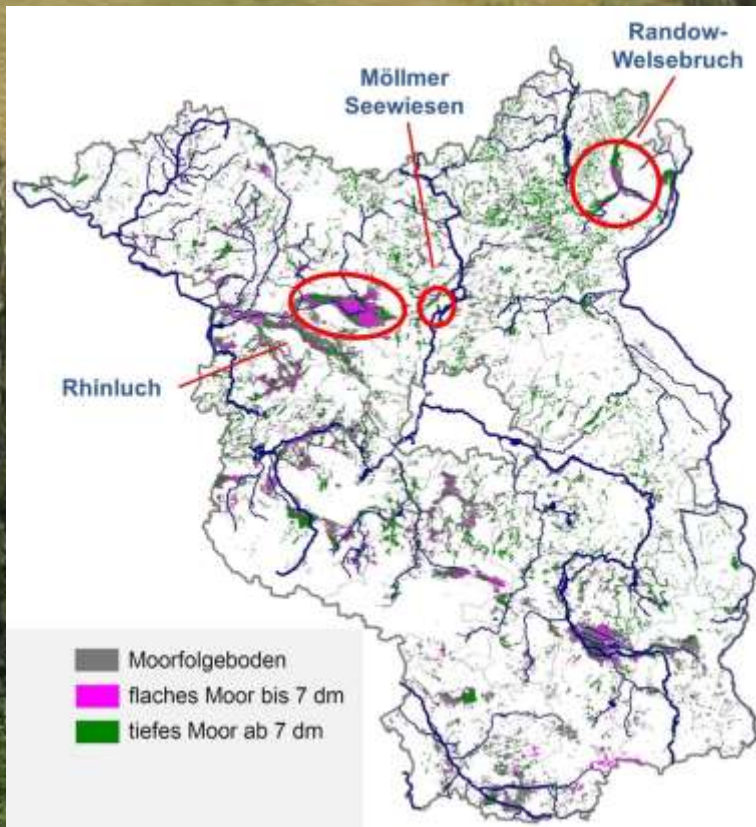 Randow-
Welsebruch
Möllmer
Seewiesen
Rhinluch
Moorfolgeboden
flaches Moor bis 7 dm
tiefes Moor ab 7 dm